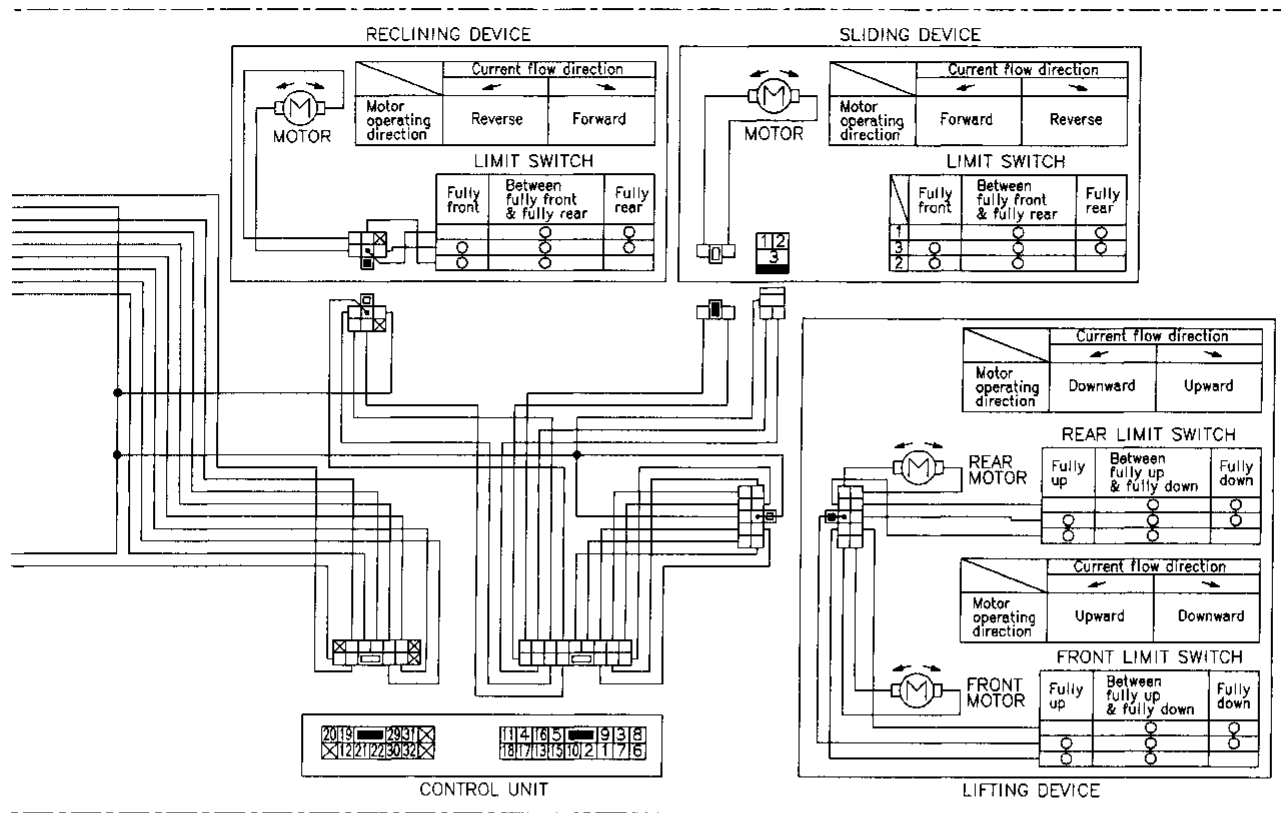 RECLINING DEVICE
Current flow direction
Motor
operating
direction
Reverse
Forward
M
MOTOR
LIMIT SWITCH
Fully
front
Between
fully front
& fully rear
Fully
rear
SLIDING DEVICE
Current flow direction
Motor
operating
direction
Forward
Reverse
M
MOTOR
LIMIT SWITCH
Fully
front
Between
fully front
& fully rear
Fully
rear
1
3
2
1 2
3
Current flow direction
Motor
operating
direction
Downward
Upward
REAR LIMIT SWITCH
M
REAR
MOTOR
Fully
up
Between
fully up
& fully down
Fully
down
Current flow direction
Motor
operating
direction
Upward
Downward
FRONT LIMIT SWITCH
M
FRONT
MOTOR
Fully
up
Between
fully up
& fully down
Fully
down
LIFTING DEVICE
20 19 29 31
12 21 22 30 32
11 4 16 5 9 3 8
18 17 13 15 10 2 1 7 6
CONTROL UNIT